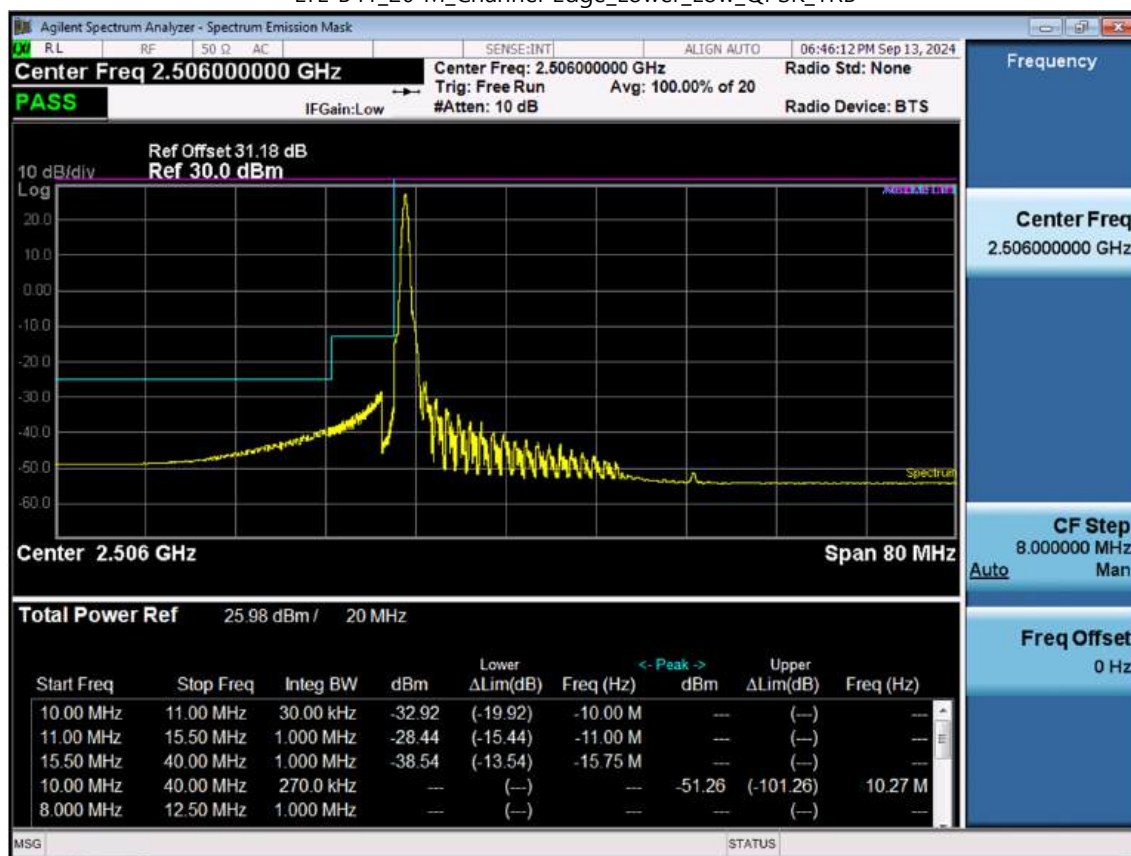 Agilent Spectrum Analyzer - Spectrum Emission Mask
RL RF 50 Ω AC SENSE:INT ALIGN AUTO 06:46:12 PM Sep 13, 2024
Center Freq 2.506000000 GHz Center Freq: 2.506000000 GHz Radio Std: None
Trig: Free Run Avg: 100.00% of 20
PASS IFGain:Low #Atten: 10 dB Radio Device: BTS
Ref Offset 31.18 dB
10 dB/div Ref 30.0 dBm
Log
20.0
10.0
0.00
-10.0
-20.0
-30.0
-40.0
-50.0
Spectrum
-60.0
Center 2.506 GHz Span 80 MHz
Total Power Ref 25.98 dBm / 20 MHz
Lower <- Peak -> Upper
Start Freq Stop Freq Integ BW dBm ΔLim(dB) Freq (Hz) dBm ΔLim(dB) Freq (Hz)
10.00 MHz 11.00 MHz 30.00 kHz -32.92 (-19.92) -10.00 M --- (---) ---
11.00 MHz 15.50 MHz 1.000 MHz -28.44 (-15.44) -11.00 M --- (---) ---
15.50 MHz 40.00 MHz 1.000 MHz -38.54 (-13.54) -15.75 M --- (---) ---
10.00 MHz 40.00 MHz 270.0 kHz --- (---) --- -51.26 (-101.26) 10.27 M
8.000 MHz 12.50 MHz 1.000 MHz --- (---) --- --- (---) ---
MSG STATUS
Frequency
Center Freq
2.506000000 GHz
CF Step
8.000000 MHz
Auto Man
Freq Offset
0 Hz